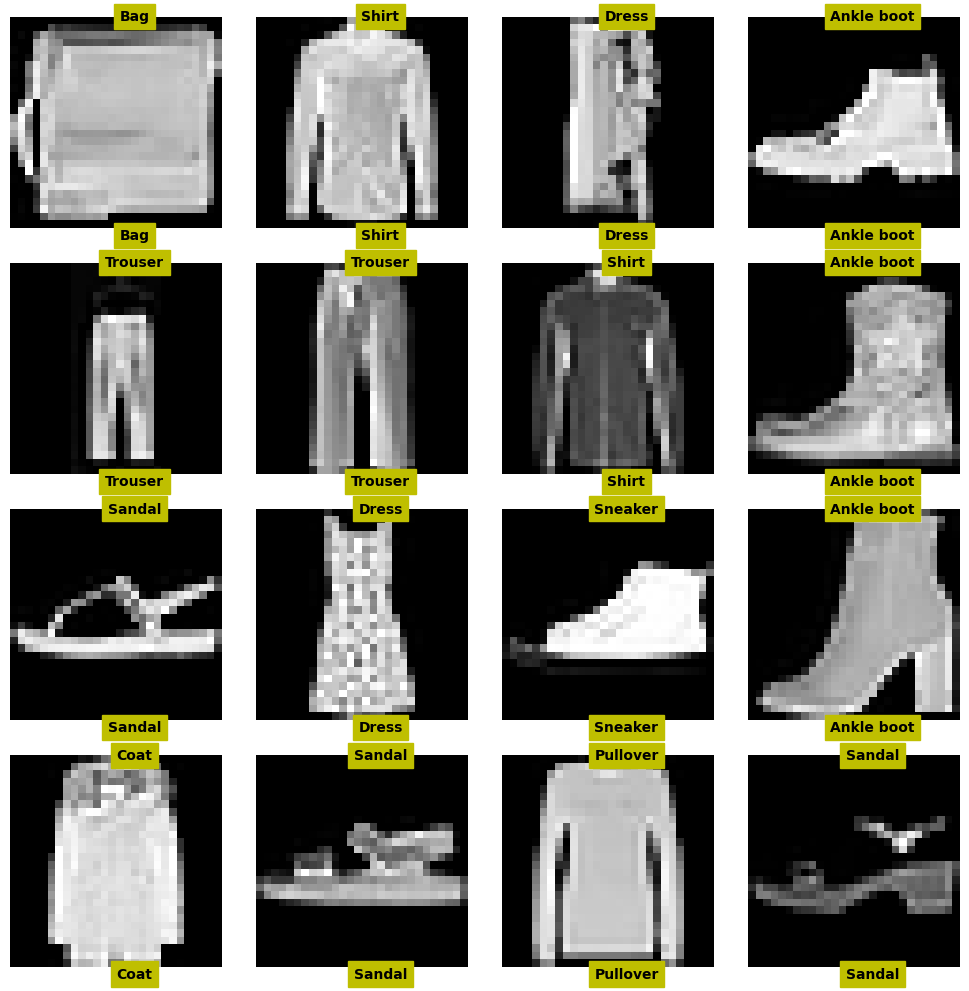 Bag Shirt Dress Ankle boot
Bag Shirt Dress Ankle boot
Trouser Trouser Shirt Ankle boot
Trouser Trouser Shirt Ankle boot
Sandal Dress Sneaker Ankle boot
Sandal Dress Sneaker Ankle boot
Coat Sandal Pullover Sandal
Coat Sandal Pullover Sandal